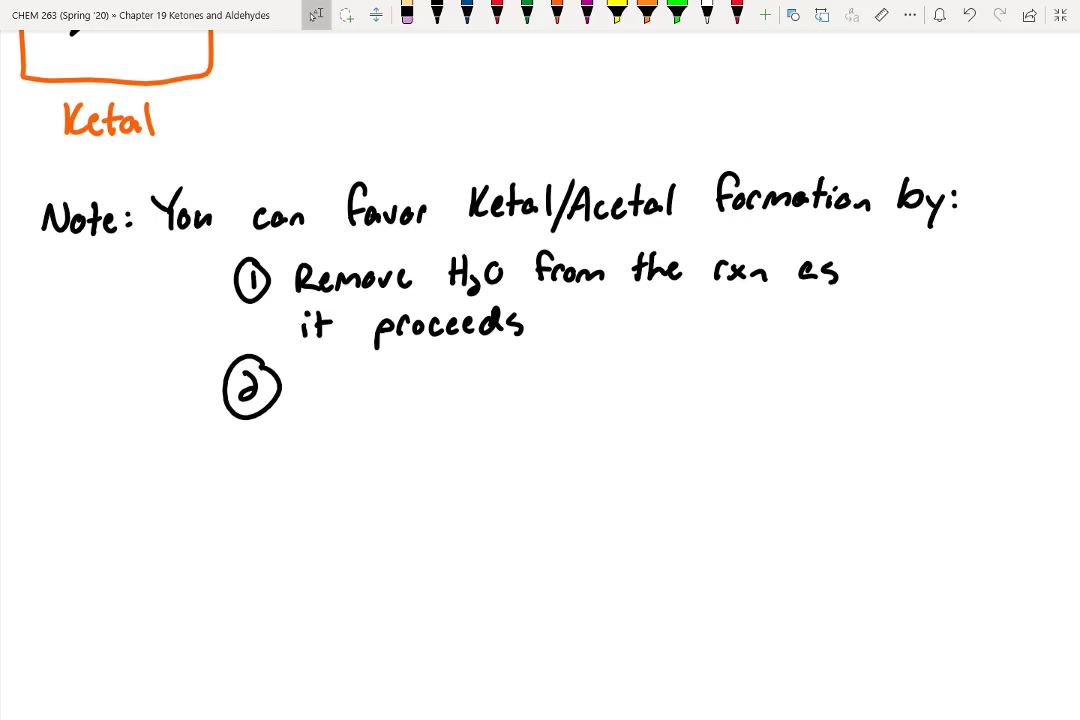 CHEM 263 (Spring '20) » Chapter 19 Ketones and Aldehydes
Ketal
Note: You can favor Ketal/Acetal formation by:
① Remove H₂O from the rxn as
it proceeds
②